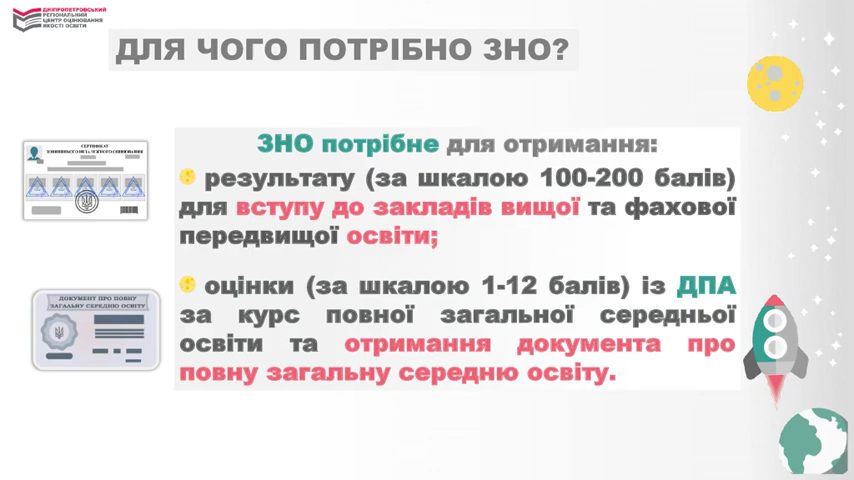 ДНІПРОПЕТРОВСЬКИЙ
РЕГІОНАЛЬНИЙ
ЦЕНТР ОЦІНЮВАННЯ
ЯКОСТІ ОСВІТИ
ДЛЯ ЧОГО ПОТРІБНО ЗНО?
СЕРТИФІКАТ
ЗОВНІШНЬОГО НЕЗАЛЕЖНОГО ОЦІНЮВАННЯ
ЗНО потрібне для отримання:
результату (за шкалою 100-200 балів)
для вступу до закладів вищої та фахової
передвищої освіти;
ДОКУМЕНТ ПРО ПОВНУ
ЗАГАЛЬНУ СЕРЕДНЮ ОСВІТУ
оцінки (за шкалою 1-12 балів) із ДПА
за курс повної загальної середньої
освіти та отримання документа про
повну загальну середню освіту.